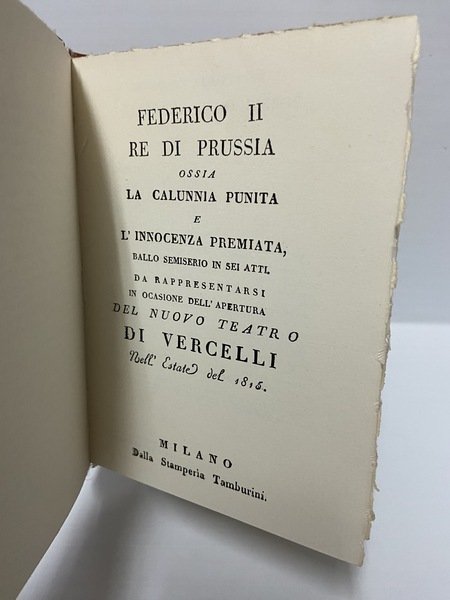 FEDERICO II
RE DI PRUSSIA
OSSIA
LA CALUNNIA PUNITA
E
L' INNOCENZA PREMIATA,
BALLO SEMISERIO IN SEI ATTI.
DA RAPPRESENTARSI
IN OCASIONE DELL' APERTURA
DEL NUOVO TEATRO
DI VERCELLI
Nell' Estate del 1815.
MILANO
Dalla Stamperia Tamburini.